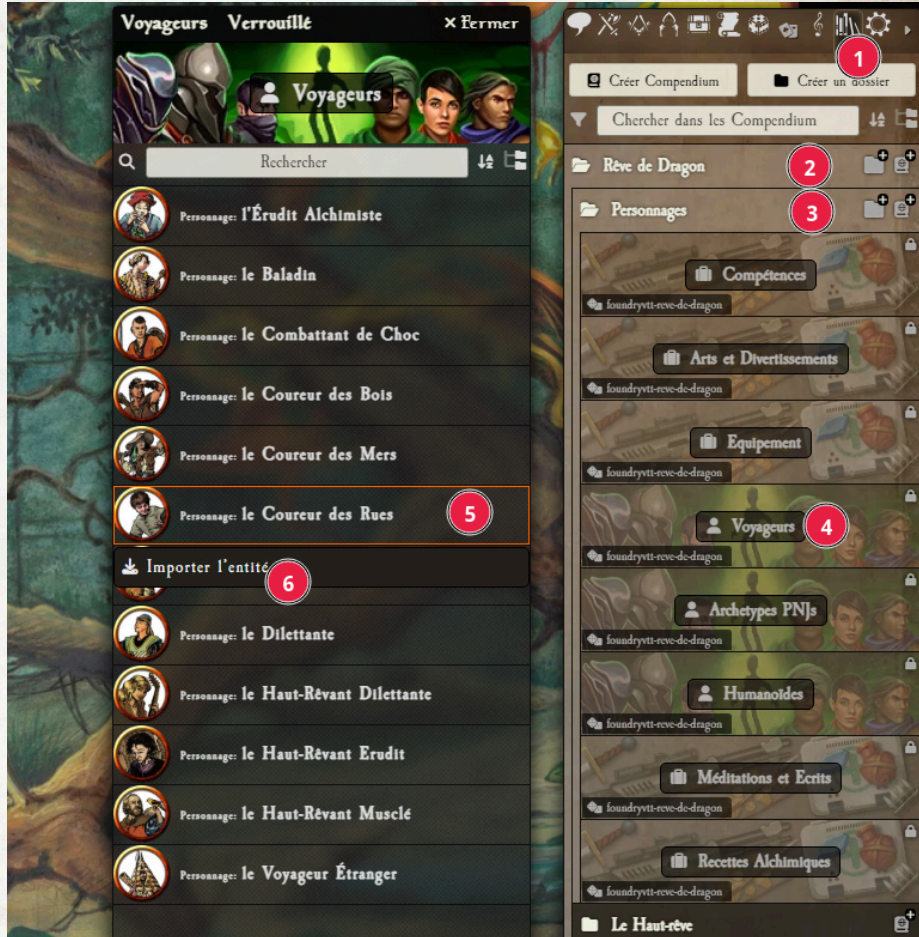 Voyageurs Verrouillé × Fermer
Voyageurs
Rechercher
Personnage: l'Érudit Alchimiste
Personnage: le Baladin
Personnage: le Combattant de Choc
Personnage: le Coureur des Bois
Personnage: le Coureur des Mers
Personnage: le Coureur des Rues 5
Importer l'entité 6
Personnage: le Dilettante
Personnage: le Haut-Rêvant Dilettante
Personnage: le Haut-Rêvant Erudit
Personnage: le Haut-Rêvant Musclé
Personnage: le Voyageur Étranger
1
Créer Compendium
Créer un dossier
Chercher dans les Compendium
Rêve de Dragon 2
Personnages 3
Compétences
foundryvtt-reve-de-dragon
Arts et Divertissements
foundryvtt-reve-de-dragon
Equipement
foundryvtt-reve-de-dragon
Voyageurs 4
foundryvtt-reve-de-dragon
Archetypes PNJs
foundryvtt-reve-de-dragon
Humanoïdes
foundryvtt-reve-de-dragon
Méditations et Ecrits
foundryvtt-reve-de-dragon
Recettes Alchimiques
foundryvtt-reve-de-dragon
Le Haut-rêve